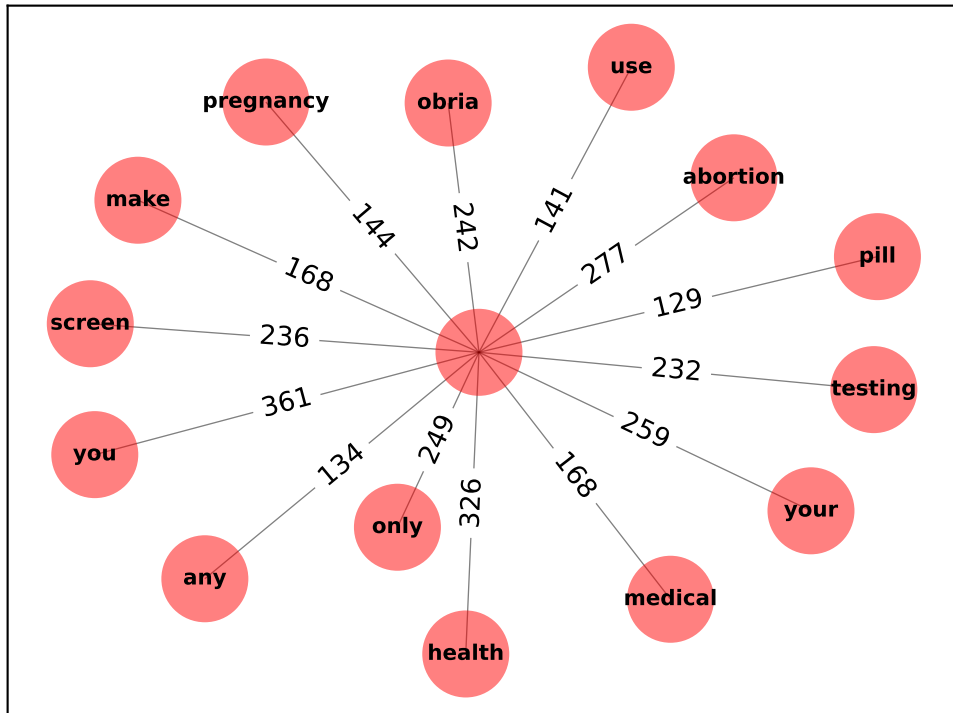 use
pregnancy
obria
abortion
make
141
242
144
pill
277
168
129
screen
236
232
testing
361
259
249
you
134
168
326
your
only
any
medical
health